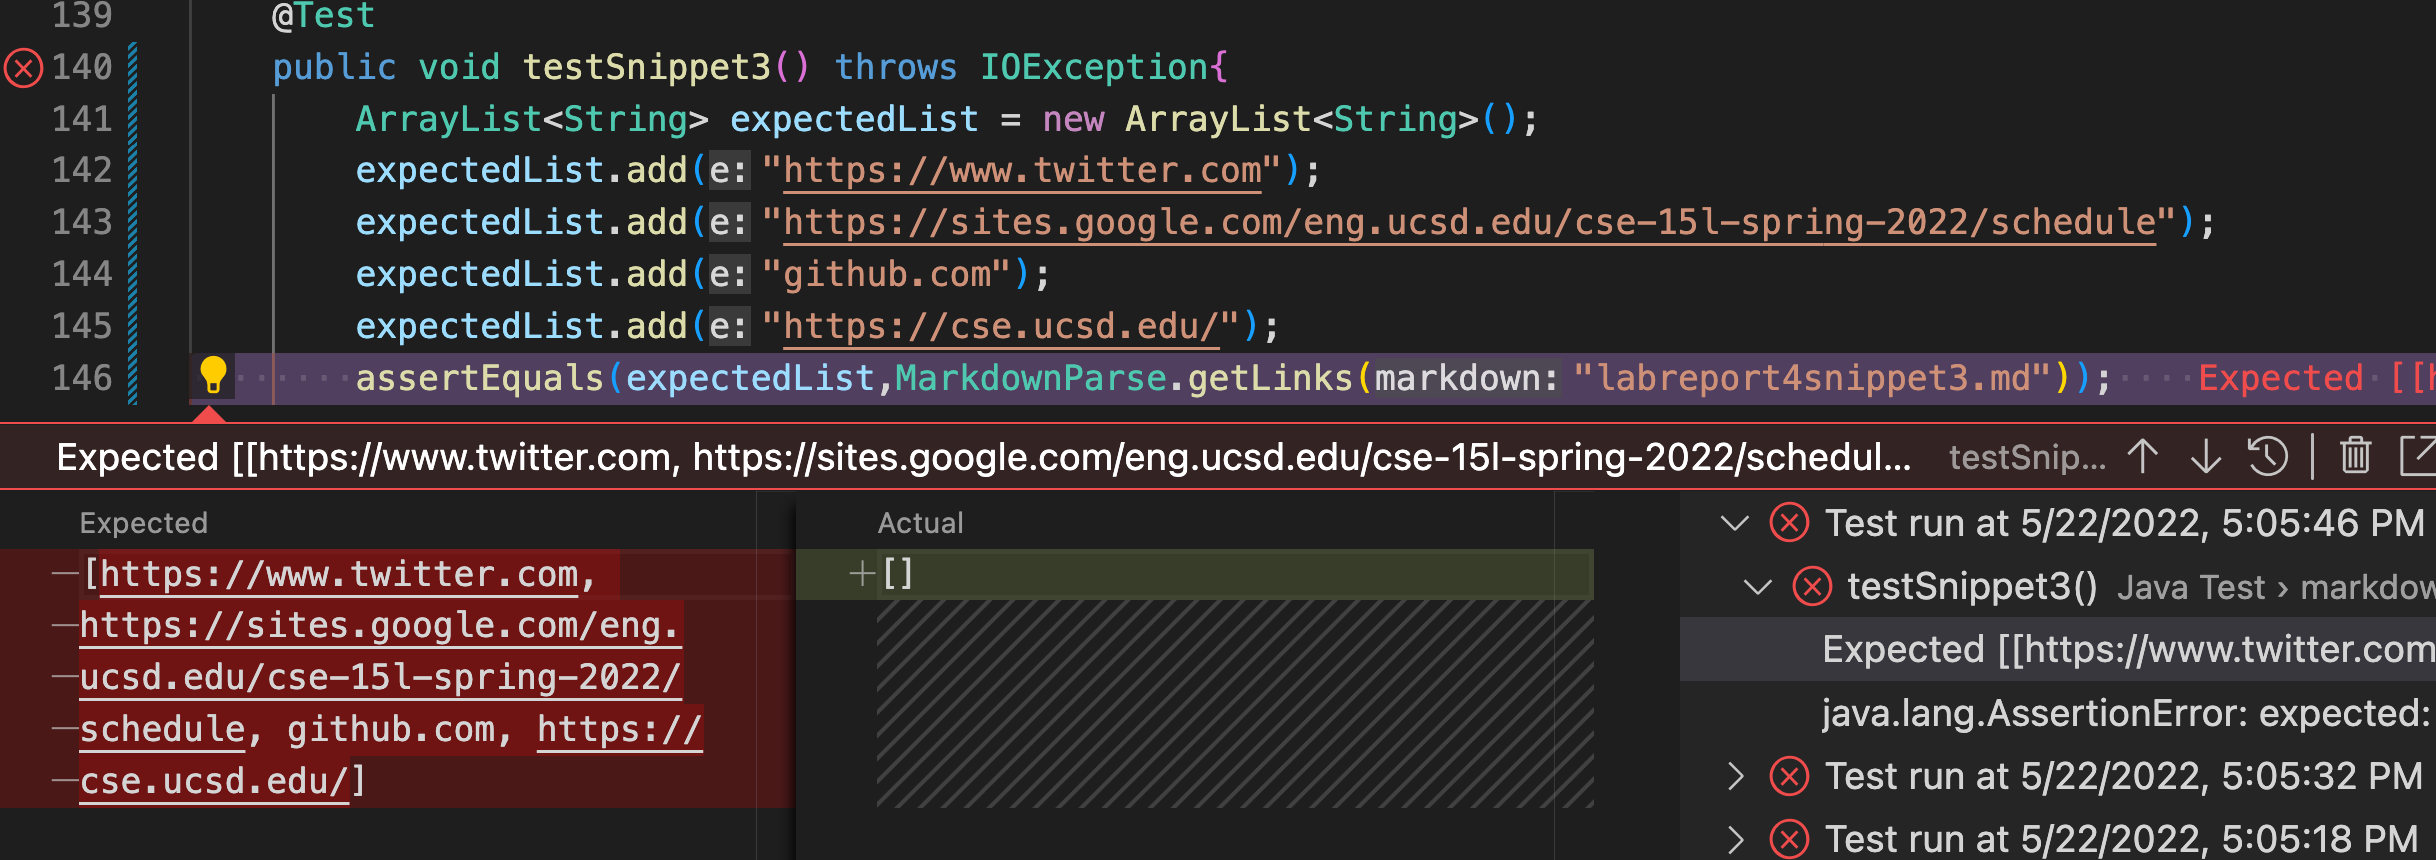 139 @Test
140 public void testSnippet3() throws IOException{
141 ArrayList<String> expectedList = new ArrayList<String>();
142 expectedList.add(e: "https://www.twitter.com");
143 expectedList.add(e: "https://sites.google.com/eng.ucsd.edu/cse-15l-spring-2022/schedule");
144 expectedList.add(e: "github.com");
145 expectedList.add(e: "https://cse.ucsd.edu/");
146 assertEquals(expectedList,MarkdownParse.getLinks(markdown: "labreport4snippet3.md")); Expected [[h
Expected [[https://www.twitter.com, https://sites.google.com/eng.ucsd.edu/cse-15l-spring-2022/schedul... testSnip...
Expected
[https://www.twitter.com,
https://sites.google.com/eng.
ucsd.edu/cse-15l-spring-2022/
schedule, github.com, https://
cse.ucsd.edu/]
Actual
[]
Test run at 5/22/2022, 5:05:46 PM
testSnippet3() Java Test › markdow
Expected [[https://www.twitter.com
java.lang.AssertionError: expected:
Test run at 5/22/2022, 5:05:32 PM
Test run at 5/22/2022, 5:05:18 PM